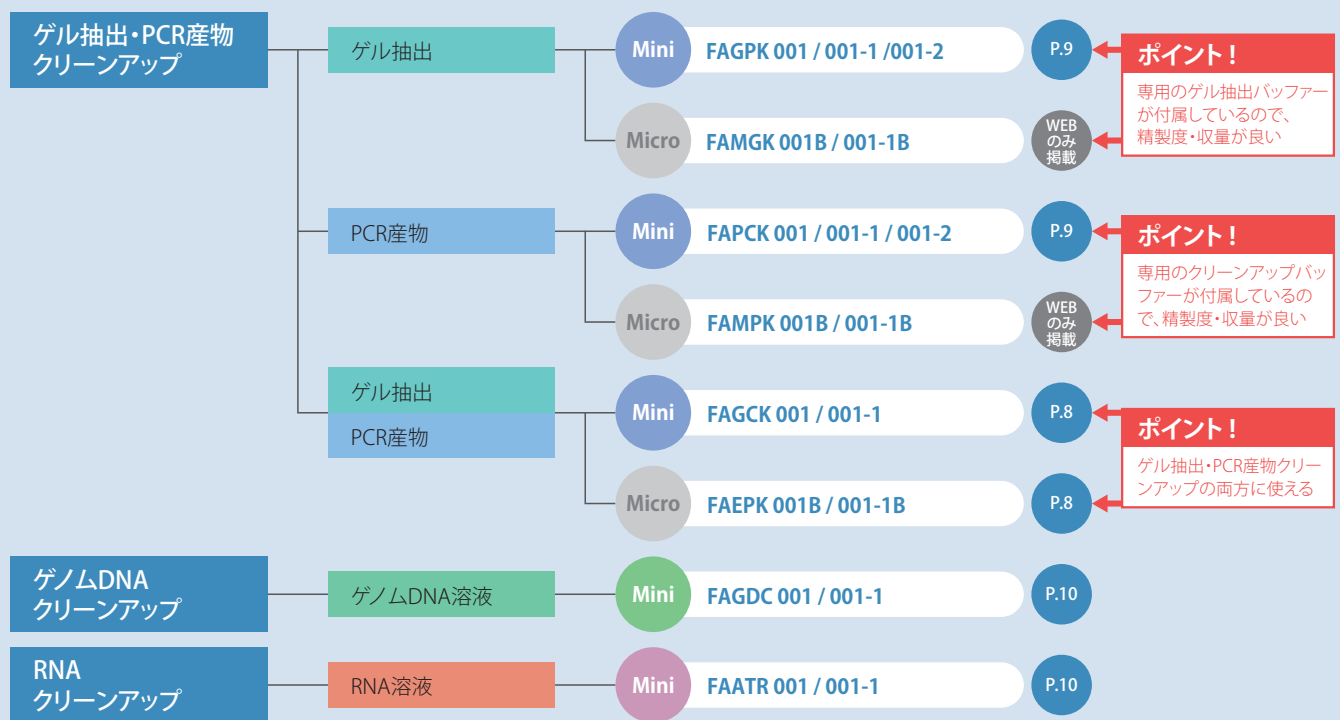 ゲル抽出・PCR産物
クリーンアップ
ゲル抽出
Mini
FAGPK 001 / 001-1 /001-2
P.9
ポイント！
専用のゲル抽出バッファー
が付属しているので、
精製度・収量が良い
Micro
FAMGK 001B / 001-1B
WEB
のみ
掲載
PCR産物
Mini
FAPCK 001 / 001-1 / 001-2
P.9
ポイント！
専用のクリーンアップバッ
ファーが付属しているの
で、精製度・収量が良い
Micro
FAMPK 001B / 001-1B
WEB
のみ
掲載
ゲル抽出
PCR産物
Mini
FAGCK 001 / 001-1
P.8
ポイント！
ゲル抽出・PCR産物クリー
ンアップの両方に使える
Micro
FAEPK 001B / 001-1B
P.8
ゲノムDNA
クリーンアップ
ゲノムDNA溶液
Mini
FAGDC 001 / 001-1
P.10
RNA
クリーンアップ
RNA溶液
Mini
FAATR 001 / 001-1
P.10